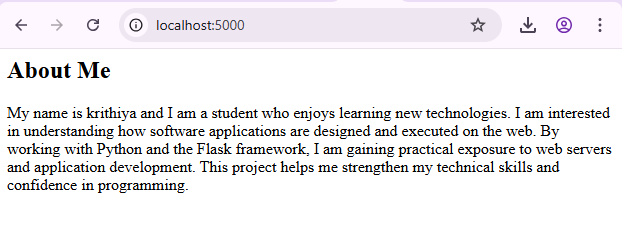 localhost:5000
About Me
My name is krithiya and I am a student who enjoys learning new technologies. I am interested
in understanding how software applications are designed and executed on the web. By
working with Python and the Flask framework, I am gaining practical exposure to web servers
and application development. This project helps me strengthen my technical skills and
confidence in programming.